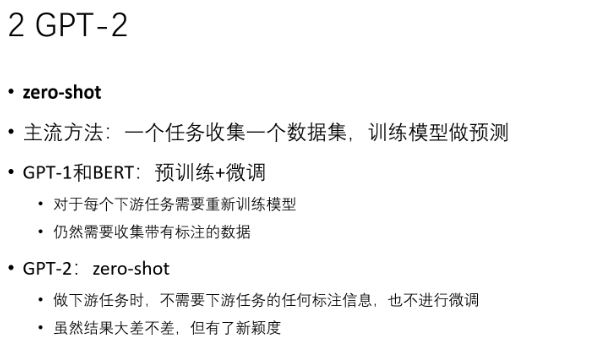 2 GPT-2
• zero-shot
• 主流方法：一个任务收集一个数据集，训练模型做预测
• GPT-1和BERT：预训练+微调
• 对于每个下游任务需要重新训练模型
• 仍然需要收集带有标注的数据
• GPT-2：zero-shot
• 做下游任务时，不需要下游任务的任何标注信息，也不进行微调
• 虽然结果大差不差，但有了新颖度